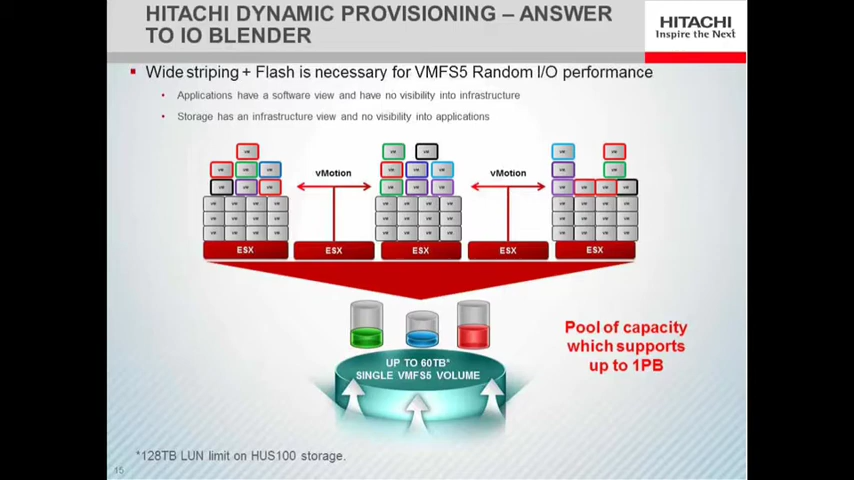 HITACHI DYNAMIC PROVISIONING – ANSWER
TO IO BLENDER
HITACHI
Inspire the Next
Wide striping + Flash is necessary for VMFS5 Random I/O performance
Applications have a software view and have no visibility into infrastructure
Storage has an infrastructure view and no visibility into applications
vMotion
vMotion
ESX
ESX
ESX
ESX
ESX
Pool of capacity
which supports
up to 1PB
UP TO 60TB*
SINGLE VMFS5 VOLUME
*128TB LUN limit on HUS100 storage.
15